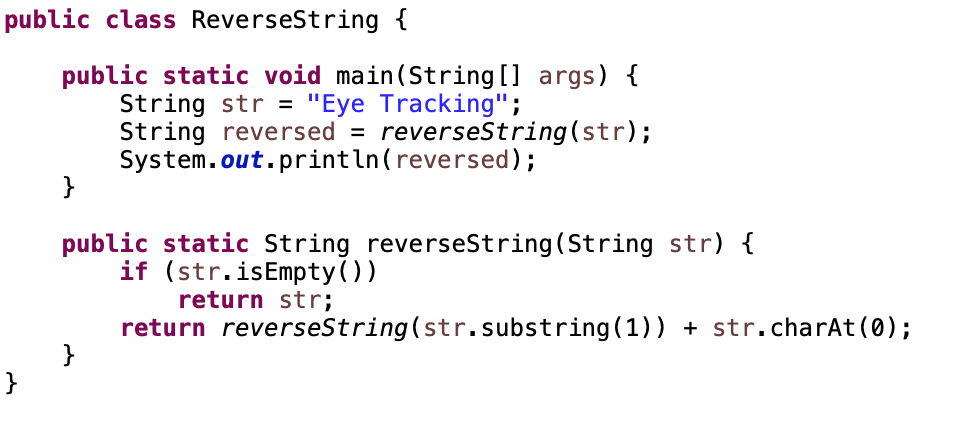 public class ReverseString {

    public static void main(String[] args) {
        String str = "Eye Tracking";
        String reversed = reverseString(str);
        System.out.println(reversed);
    }

    public static String reverseString(String str) {
        if (str.isEmpty())
            return str;
        return reverseString(str.substring(1)) + str.charAt(0);
    }
}